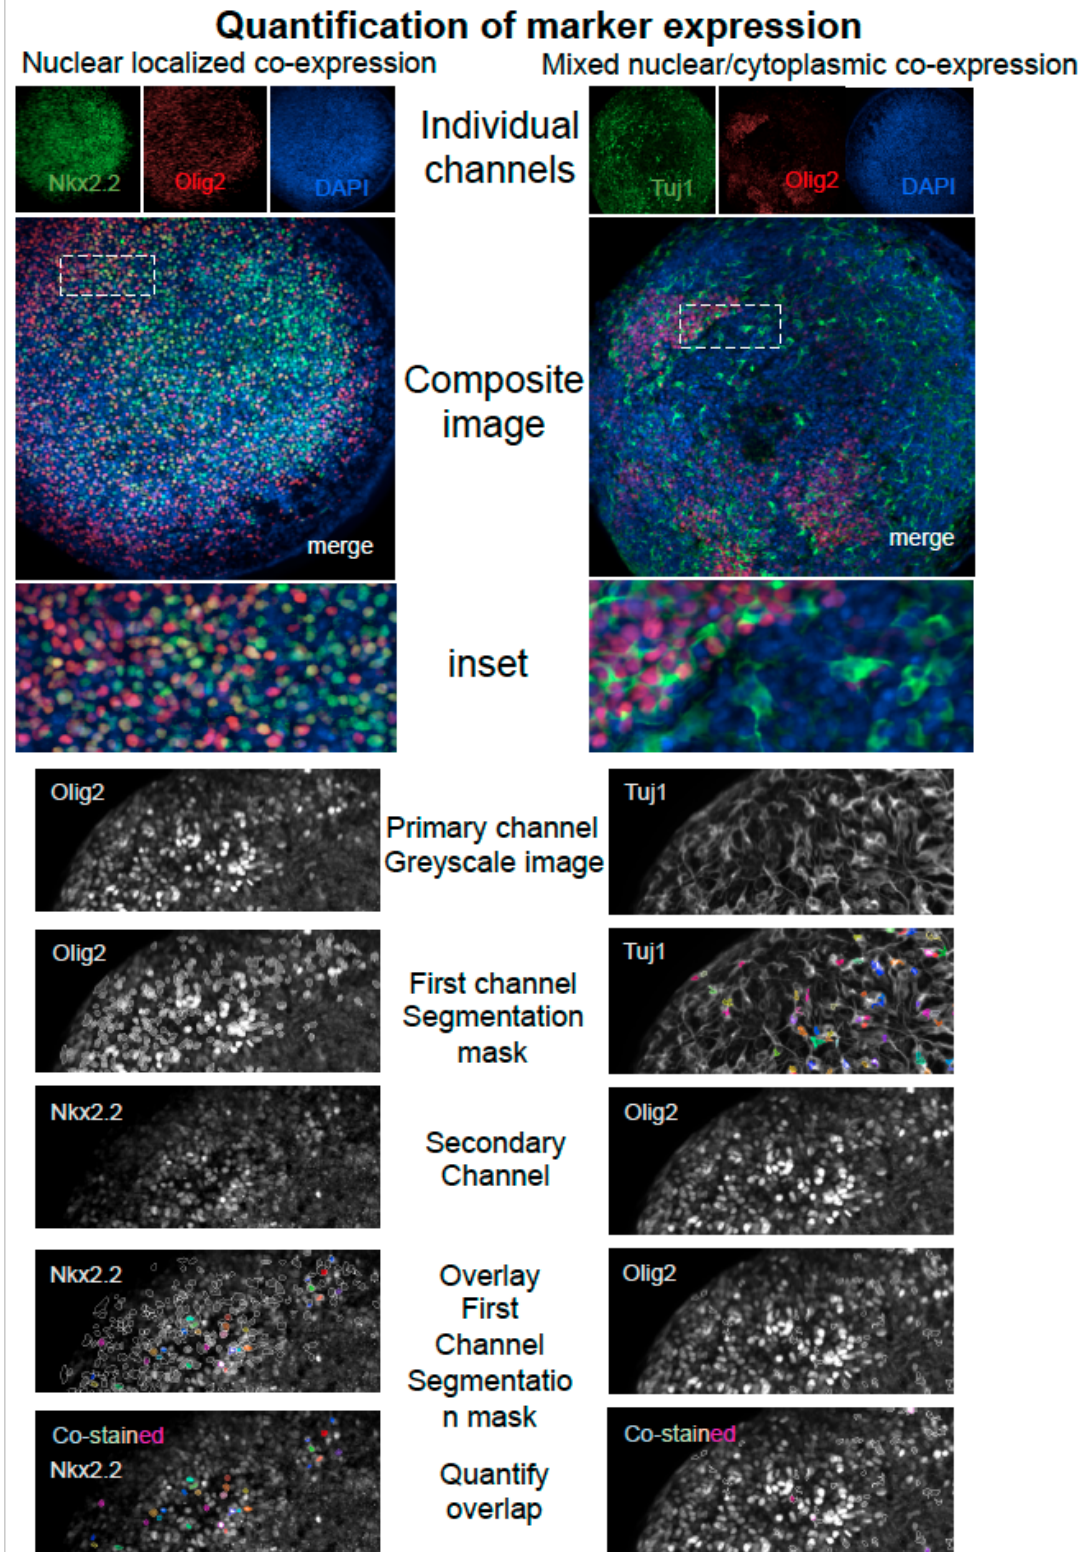 Quantification of marker expression
Nuclear localized co-expression
Mixed nuclear/cytoplasmic co-expression
Nkx2.2
Olig2
DAPI
Individual
channels
Tuj1
Olig2
DAPI
merge
Composite
image
merge
inset
Olig2
Primary channel
Greyscale image
Tuj1
Olig2
First channel
Segmentation
mask
Tuj1
Nkx2.2
Secondary
Channel
Olig2
Nkx2.2
Overlay
First
Channel
Segmentatio
n mask
Olig2
Co-stained
Nkx2.2
Quantify
overlap
Co-stained